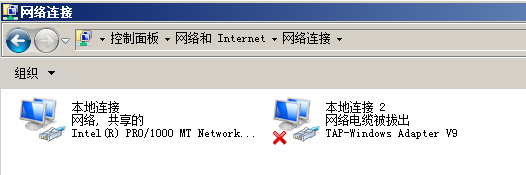 网络连接
控制面板 网络和 Internet 网络连接
组织
本地连接
网络, 共享的
Intel(R) PRO/1000 MT Network...
本地连接 2
网络电缆被拔出
TAP-Windows Adapter V9